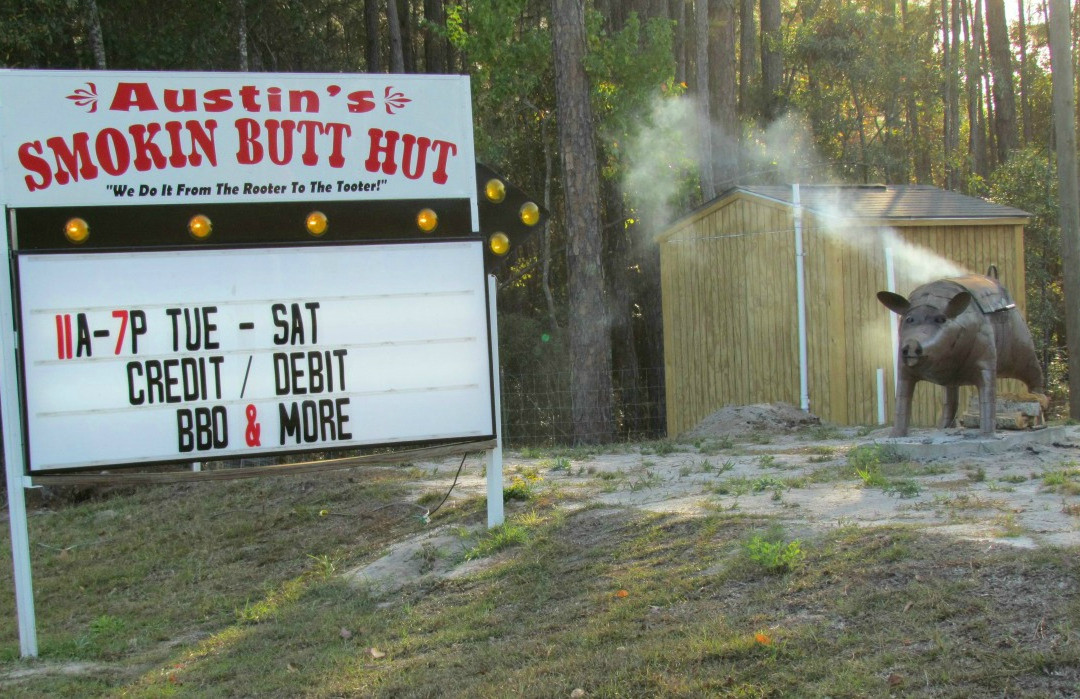 Austin's
SMOKIN BUTT HUT
"We Do It From The Rooter To The Tooter!"
11A-7P TUE - SAT
CREDIT / DEBIT
BBO & MORE